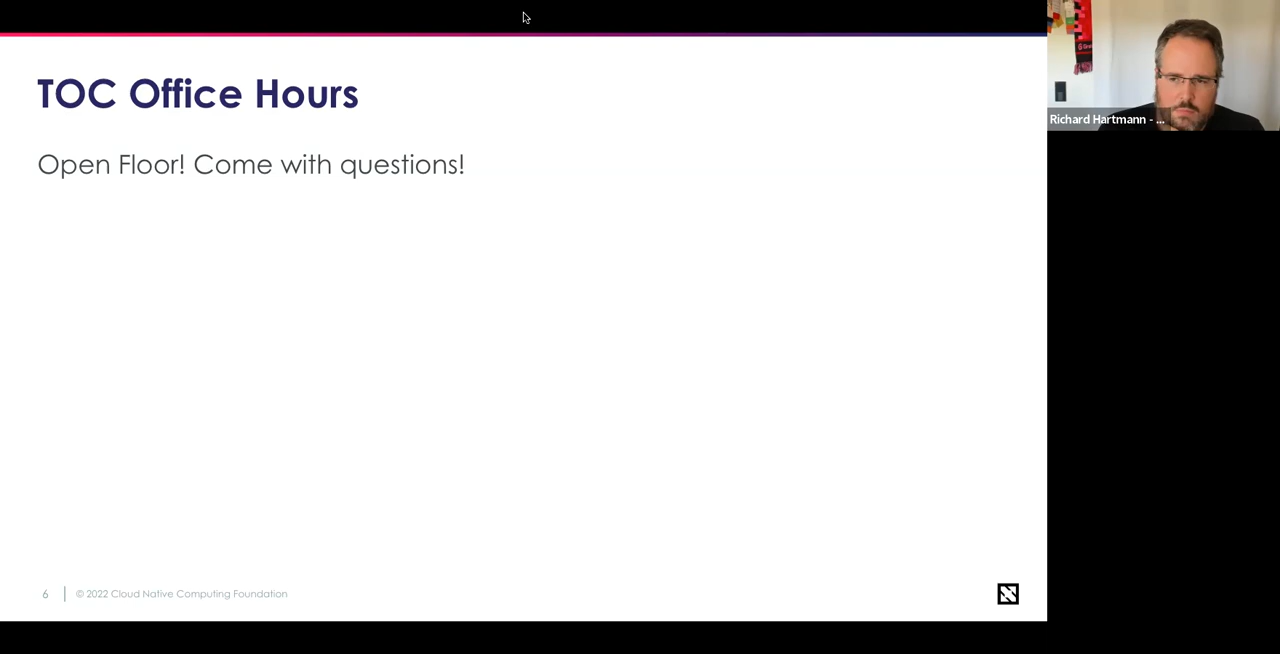 TOC Office Hours
Open Floor! Come with questions!
6
© 2022 Cloud Native Computing Foundation
Richard Hartmann - ...